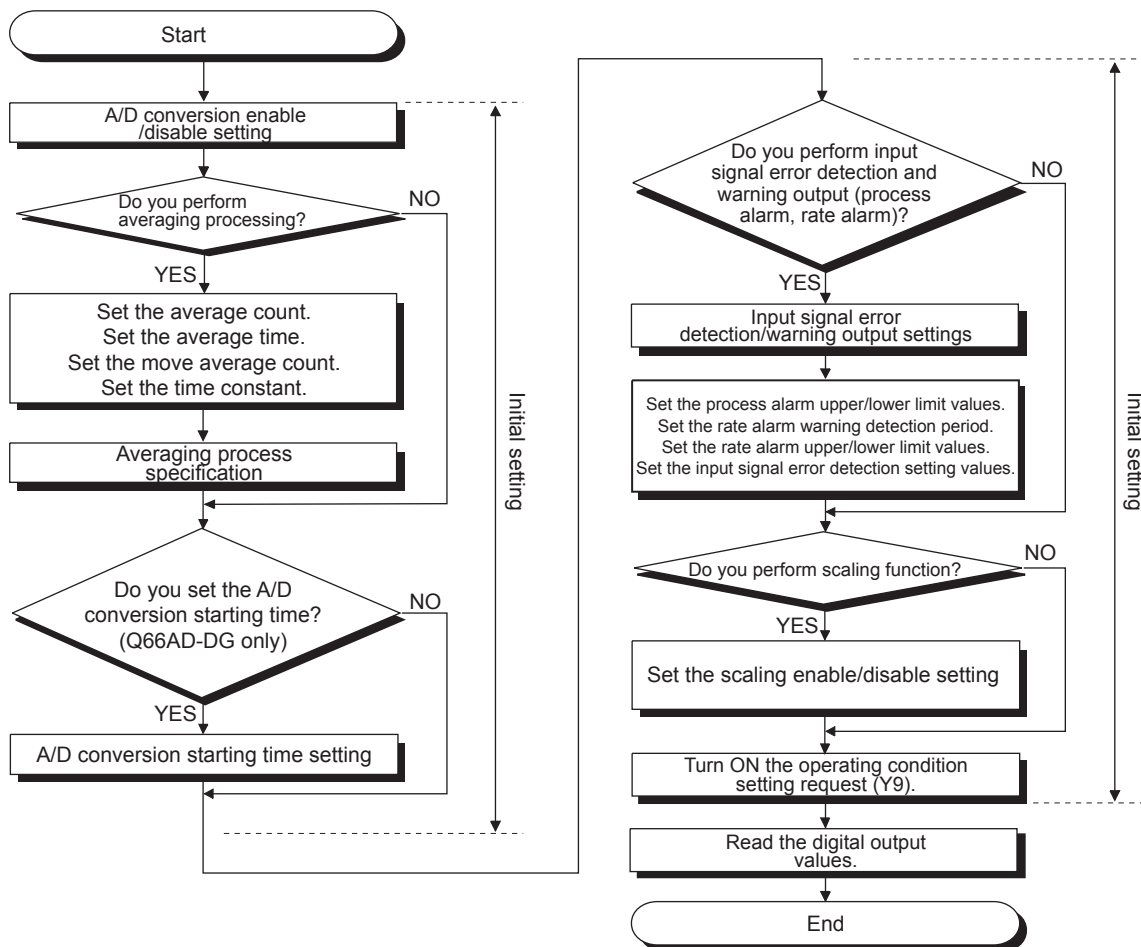 Start
A/D conversion enable
/disable setting
Do you perform
averaging processing?
NO
YES
Set the average count.
Set the average time.
Set the move average count.
Set the time constant.
Averaging process
specification
Do you set the A/D
conversion starting time?
(Q66AD-DG only)
NO
YES
A/D conversion starting time setting
Initial setting
Do you perform input
signal error detection and
warning output (process
alarm, rate alarm)?
NO
YES
Input signal error
detection/warning output settings
Set the process alarm upper/lower limit values.
Set the rate alarm warning detection period.
Set the rate alarm upper/lower limit values.
Set the input signal error detection setting values.
Do you perform scaling function?
NO
YES
Set the scaling enable/disable setting
Turn ON the operating condition
setting request (Y9).
Initial setting
Read the digital output
values.
End